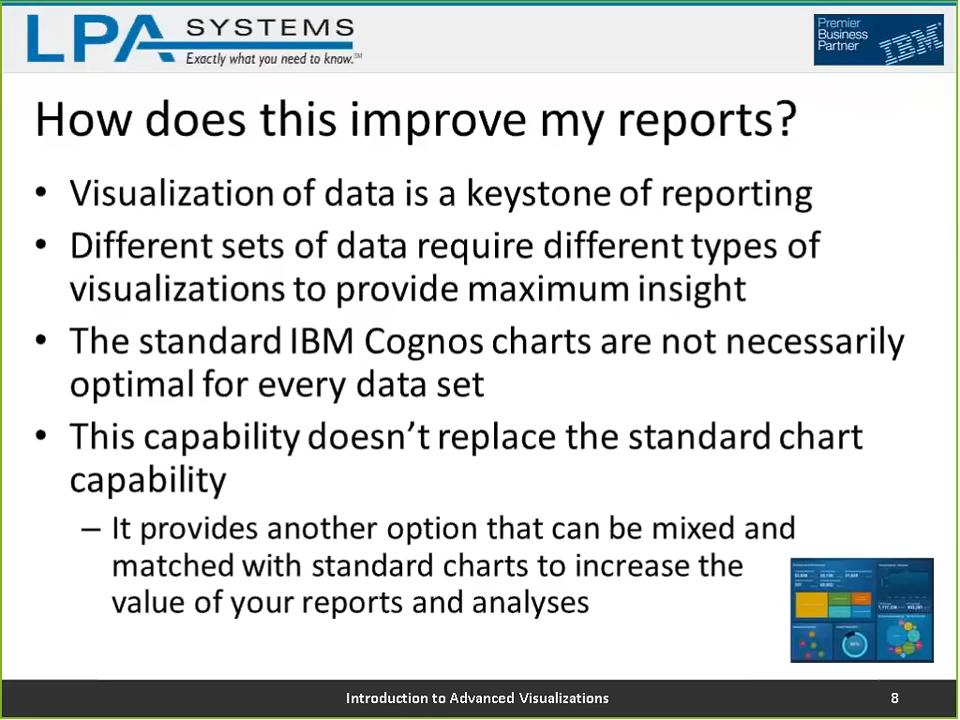 LPA SYSTEMS
Exactly what you need to know.℠
Premier
Business
Partner
IBM
How does this improve my reports?
• Visualization of data is a keystone of reporting
• Different sets of data require different types of
visualizations to provide maximum insight
• The standard IBM Cognos charts are not necessarily
optimal for every data set
• This capability doesn’t replace the standard chart
capability
– It provides another option that can be mixed and
matched with standard charts to increase the
value of your reports and analyses
Introduction to Advanced Visualizations
8